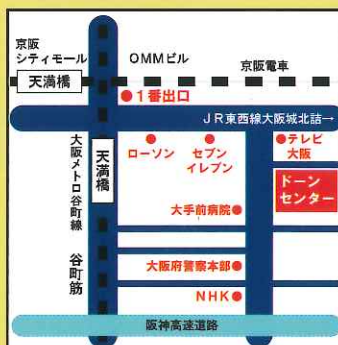 京阪
シティモール
OMMビル
京阪電車
天満橋
●1番出口
JR東西線大阪城北詰→
大阪メトロ谷町線
天満橋
ローソン
セブン
イレブン
●テレビ
大阪
ドーン
センター
大手前病院●
谷町筋
大阪府警察本部●
NHK●
阪神高速道路